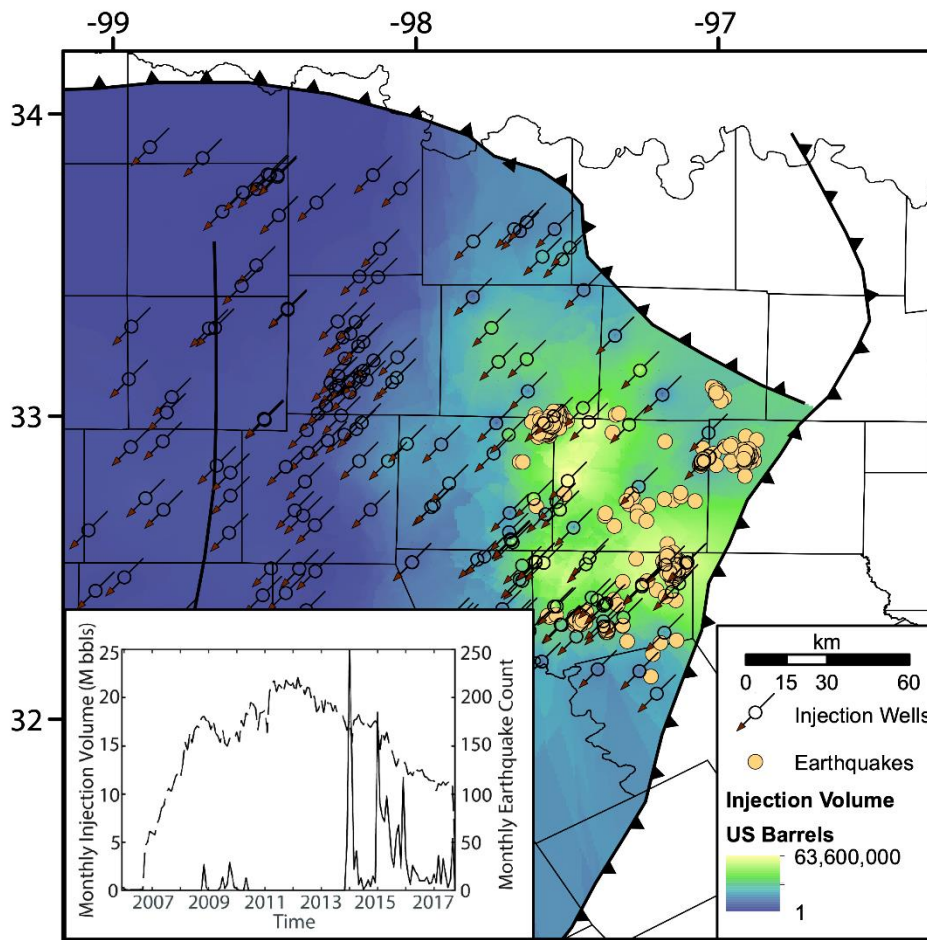 -99 -98 -97
34
33
32
25 250
20 200
15 150
10 100
5 50
0 0
Monthly Injection Volume (M bbls)
Monthly Earthquake Count
2007 2009 2011 2013 2015 2017
Time
km
0 15 30 60
Injection Wells
Earthquakes
Injection Volume
US Barrels
63,600,000
1